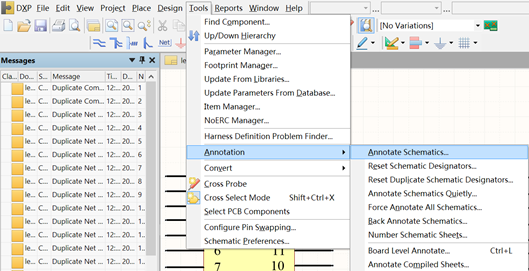 DXP File Edit View Project Place Design Tools Reports Window Help
[No Variations]
Messages
le
Cla... Do... S... Message Ti... D... N
le... C... Duplicate Com... 12:... 20... 1
le... C... Duplicate Com... 12:... 20... 2
le... C... Duplicate Net ... 12:... 20... 3
le... C... Duplicate Net ... 12:... 20... 4
le... C... Duplicate Net ... 12:... 20... 5
le... C... Duplicate Net ... 12:... 20... 6
le... C... Duplicate Net ... 12:... 20... 7
le... C... Duplicate Net ... 12:... 20... 8
le... C... Duplicate Net ... 12:... 20... 9
le... C... Duplicate Net ... 12:... 20... 1...
le... C... Duplicate Net ... 12:... 20... 1...
le... C... Duplicate Net ... 12:... 20... 1...
le... C... Duplicate Net ... 12:... 20... 1...
le... C... Duplicate Net ... 12:... 20... 1...
Net
Find Component...
Up/Down Hierarchy
Parameter Manager...
Footprint Manager...
Update From Libraries...
Update Parameters From Database...
Item Manager...
NoERC Manager...
Harness Definition Problem Finder...
Annotation
Convert
Cross Probe
Cross Select Mode Shift+Ctrl+X
Select PCB Components
Configure Pin Swapping...
Schematic Preferences...
Annotate Schematics...
Reset Schematic Designators...
Reset Duplicate Schematic Designators...
Annotate Schematics Quietly...
Force Annotate All Schematics...
Back Annotate Schematics...
Number Schematic Sheets...
Board Level Annotate... Ctrl+L
Annotate Compiled Sheets...
6 11
7 10